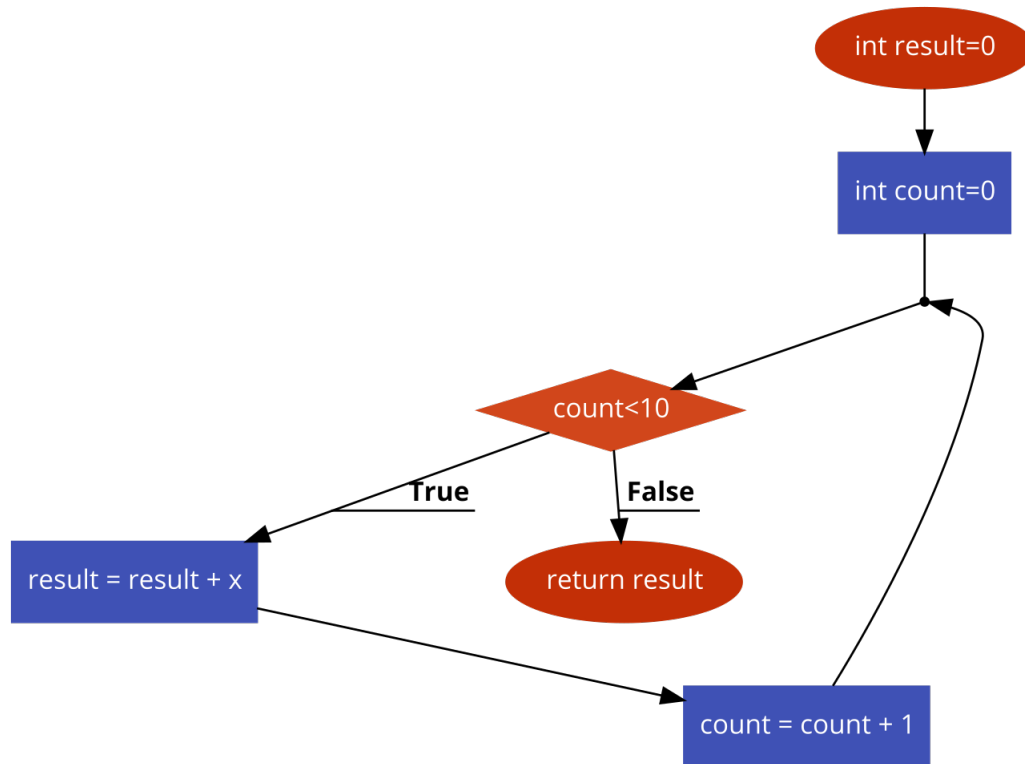 int result=0
int count=0
count<10
True
False
result = result + x
return result
count = count + 1